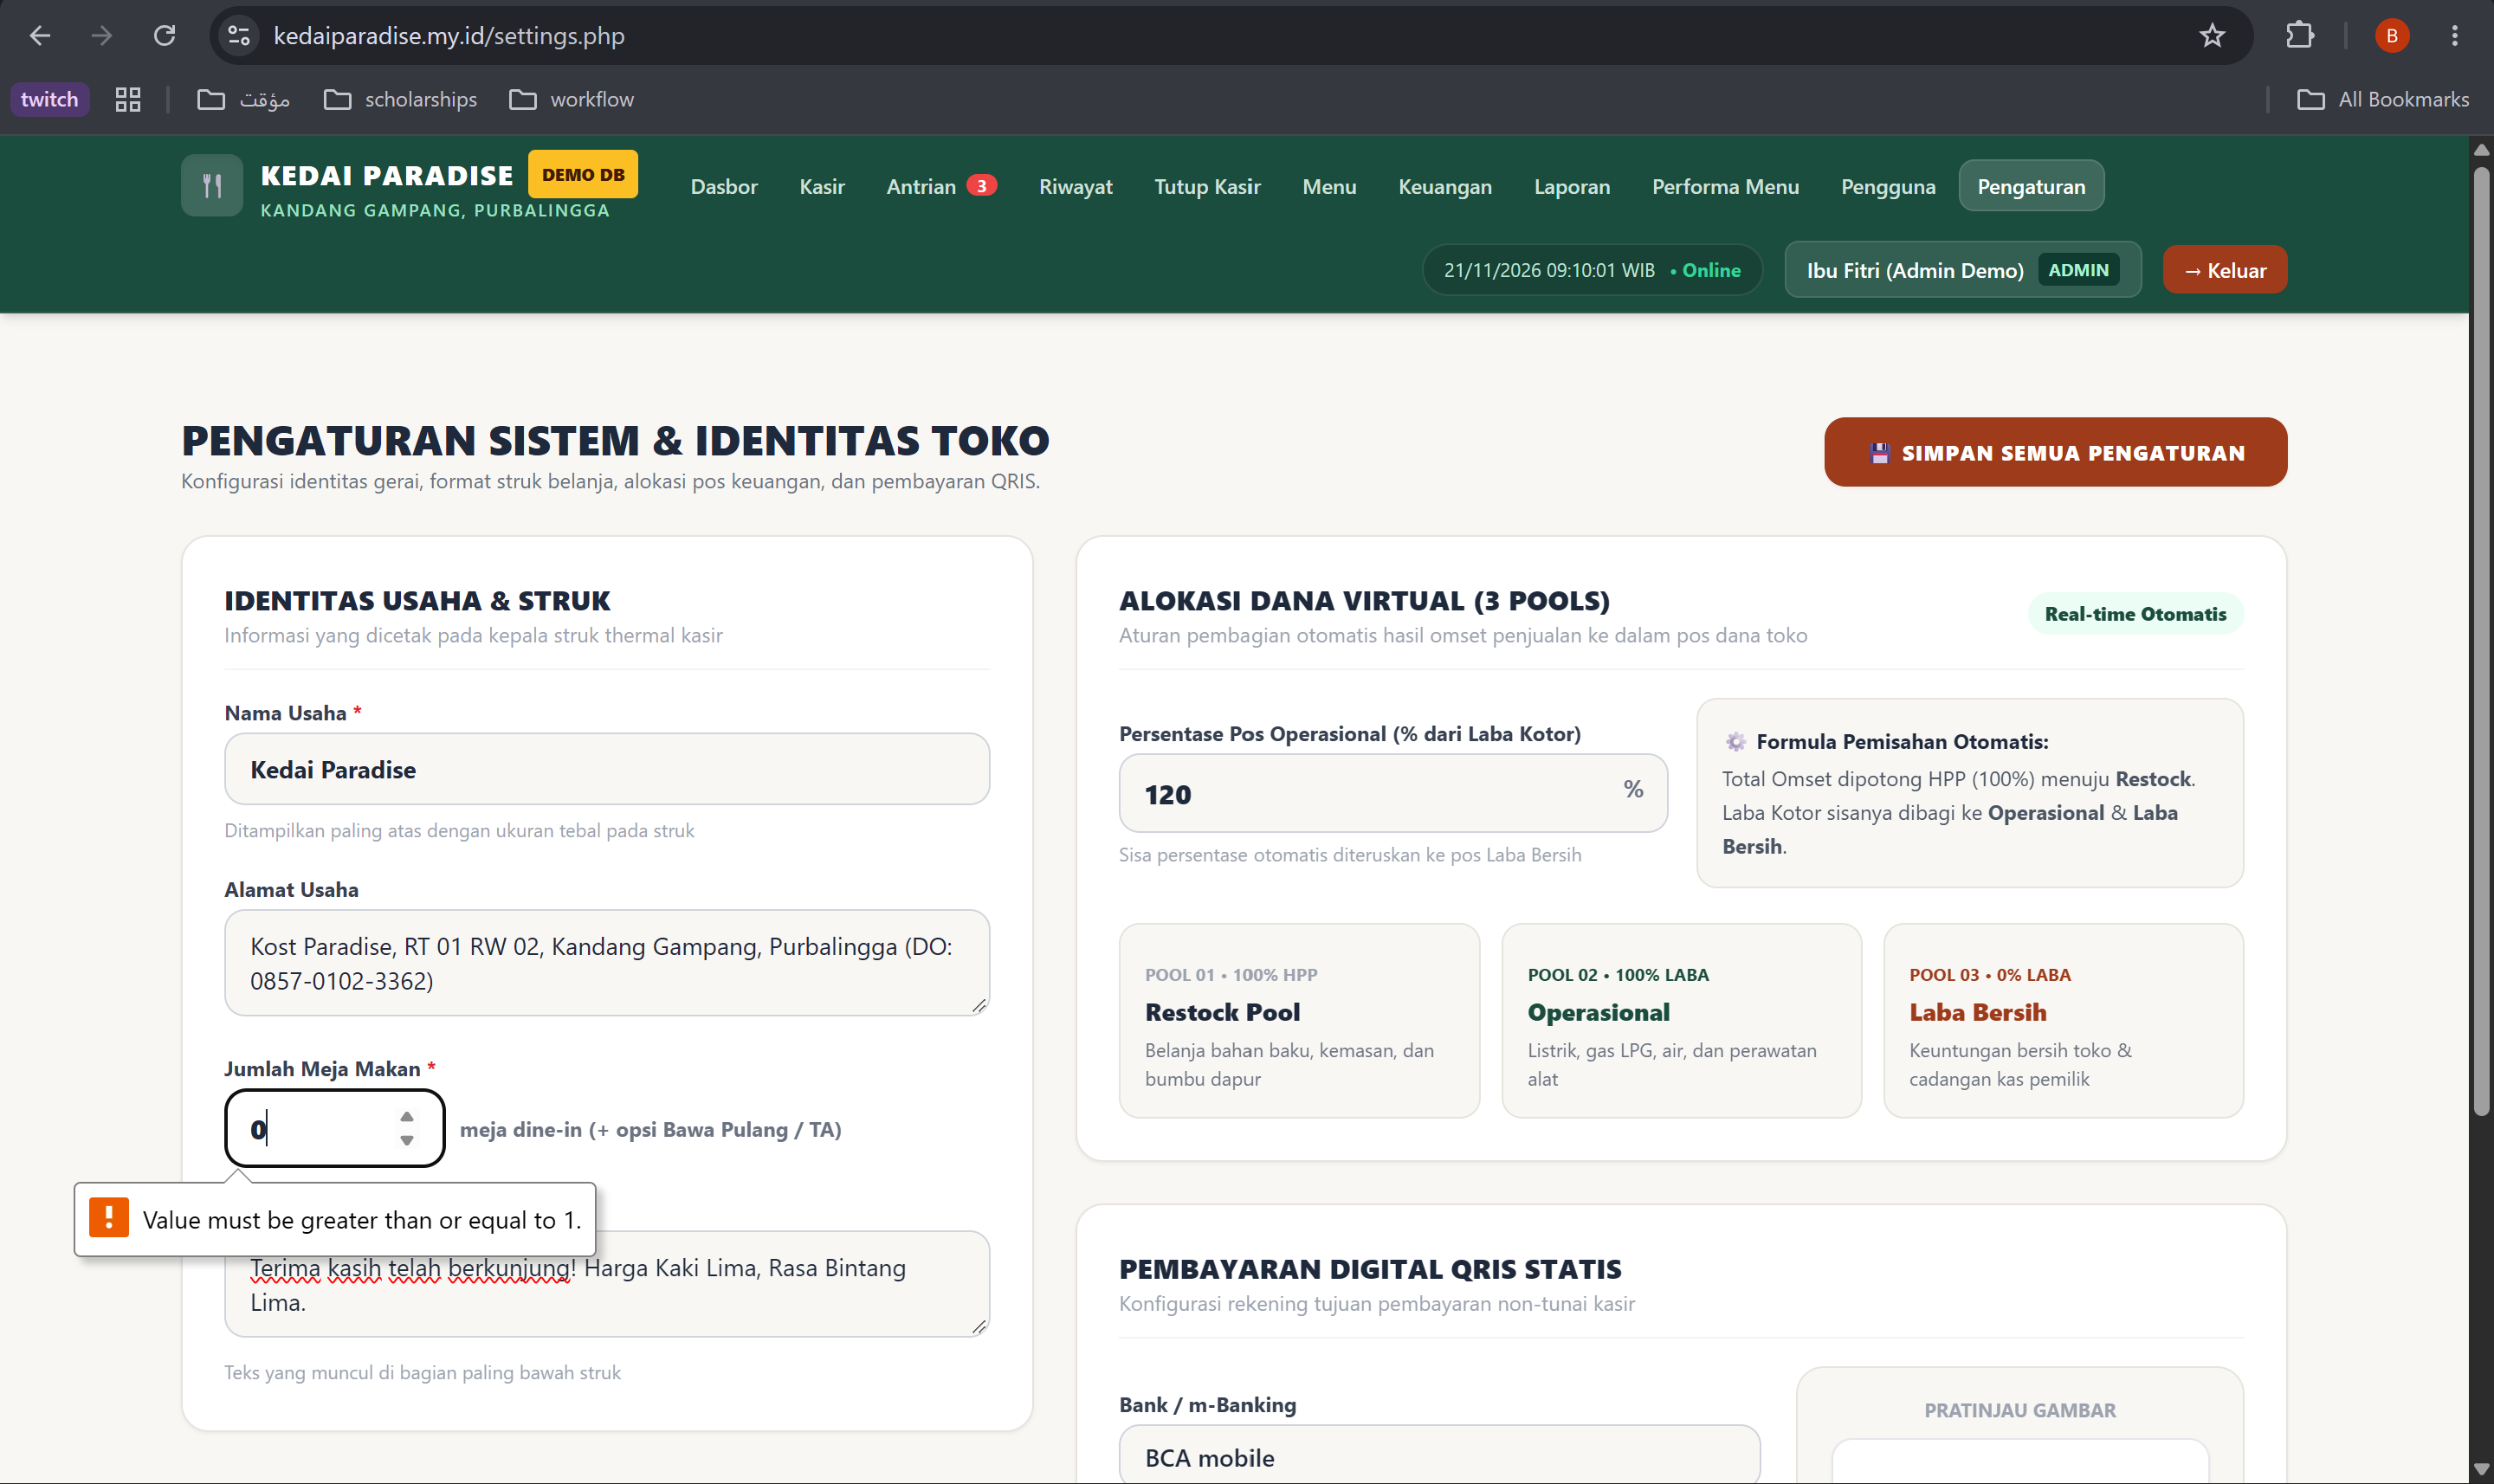 kedaiparadise.my.id/settings.php
B
twitch
مؤقت
scholarships
workflow
All Bookmarks
KEDAI PARADISE
DEMO DB
KANDANG GAMPANG, PURBALINGGA
Dasbor
Kasir
Antrian 3
Riwayat
Tutup Kasir
Menu
Keuangan
Laporan
Performa Menu
Pengguna
Pengaturan
21/11/2026 09:10:01 WIB • Online
Ibu Fitri (Admin Demo) ADMIN
→ Keluar
PENGATURAN SISTEM & IDENTITAS TOKO
Konfigurasi identitas gerai, format struk belanja, alokasi pos keuangan, dan pembayaran QRIS.
SIMPAN SEMUA PENGATURAN
IDENTITAS USAHA & STRUK
Informasi yang dicetak pada kepala struk thermal kasir
Nama Usaha *
Kedai Paradise
Ditampilkan paling atas dengan ukuran tebal pada struk
Alamat Usaha
Kost Paradise, RT 01 RW 02, Kandang Gampang, Purbalingga (DO:
0857-0102-3362)
Jumlah Meja Makan *
0
meja dine-in (+ opsi Bawa Pulang / TA)
Value must be greater than or equal to 1.
Terima kasih telah berkunjung! Harga Kaki Lima, Rasa Bintang
Lima.
Teks yang muncul di bagian paling bawah struk
ALOKASI DANA VIRTUAL (3 POOLS)
Aturan pembagian otomatis hasil omset penjualan ke dalam pos dana toko
Real-time Otomatis
Persentase Pos Operasional (% dari Laba Kotor)
120
%
Sisa persentase otomatis diteruskan ke pos Laba Bersih
Formula Pemisahan Otomatis:
Total Omset dipotong HPP (100%) menuju Restock.
Laba Kotor sisanya dibagi ke Operasional & Laba
Bersih.
POOL 01 • 100% HPP
Restock Pool
Belanja bahan baku, kemasan, dan
bumbu dapur
POOL 02 • 100% LABA
Operasional
Listrik, gas LPG, air, dan perawatan
alat
POOL 03 • 0% LABA
Laba Bersih
Keuntungan bersih toko &
cadangan kas pemilik
PEMBAYARAN DIGITAL QRIS STATIS
Konfigurasi rekening tujuan pembayaran non-tunai kasir
Bank / m-Banking
BCA mobile
PRATINJAU GAMBAR